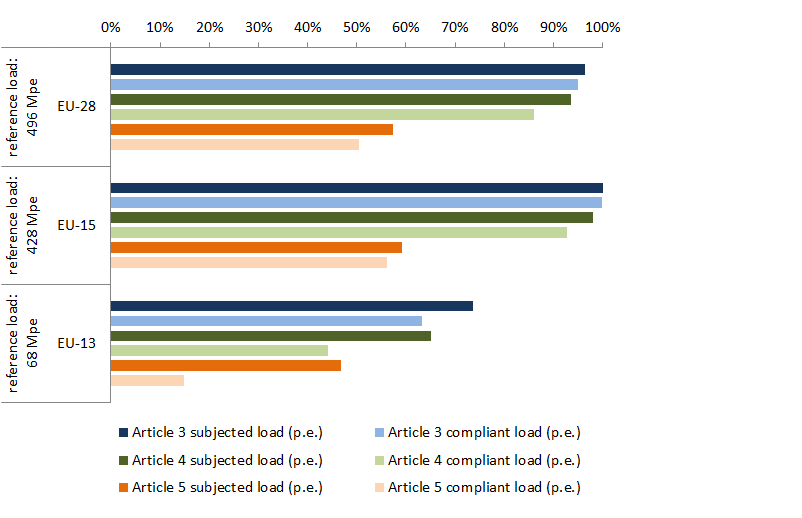 0% 10% 20% 30% 40% 50% 60% 70% 80% 90% 100%
reference load:
496 Mpe
EU-28
reference load:
428 Mpe
EU-15
reference load:
68 Mpe
EU-13
Article 3 subjected load (p.e.) Article 3 compliant load (p.e.)
Article 4 subjected load (p.e.) Article 4 compliant load (p.e.)
Article 5 subjected load (p.e.) Article 5 compliant load (p.e.)